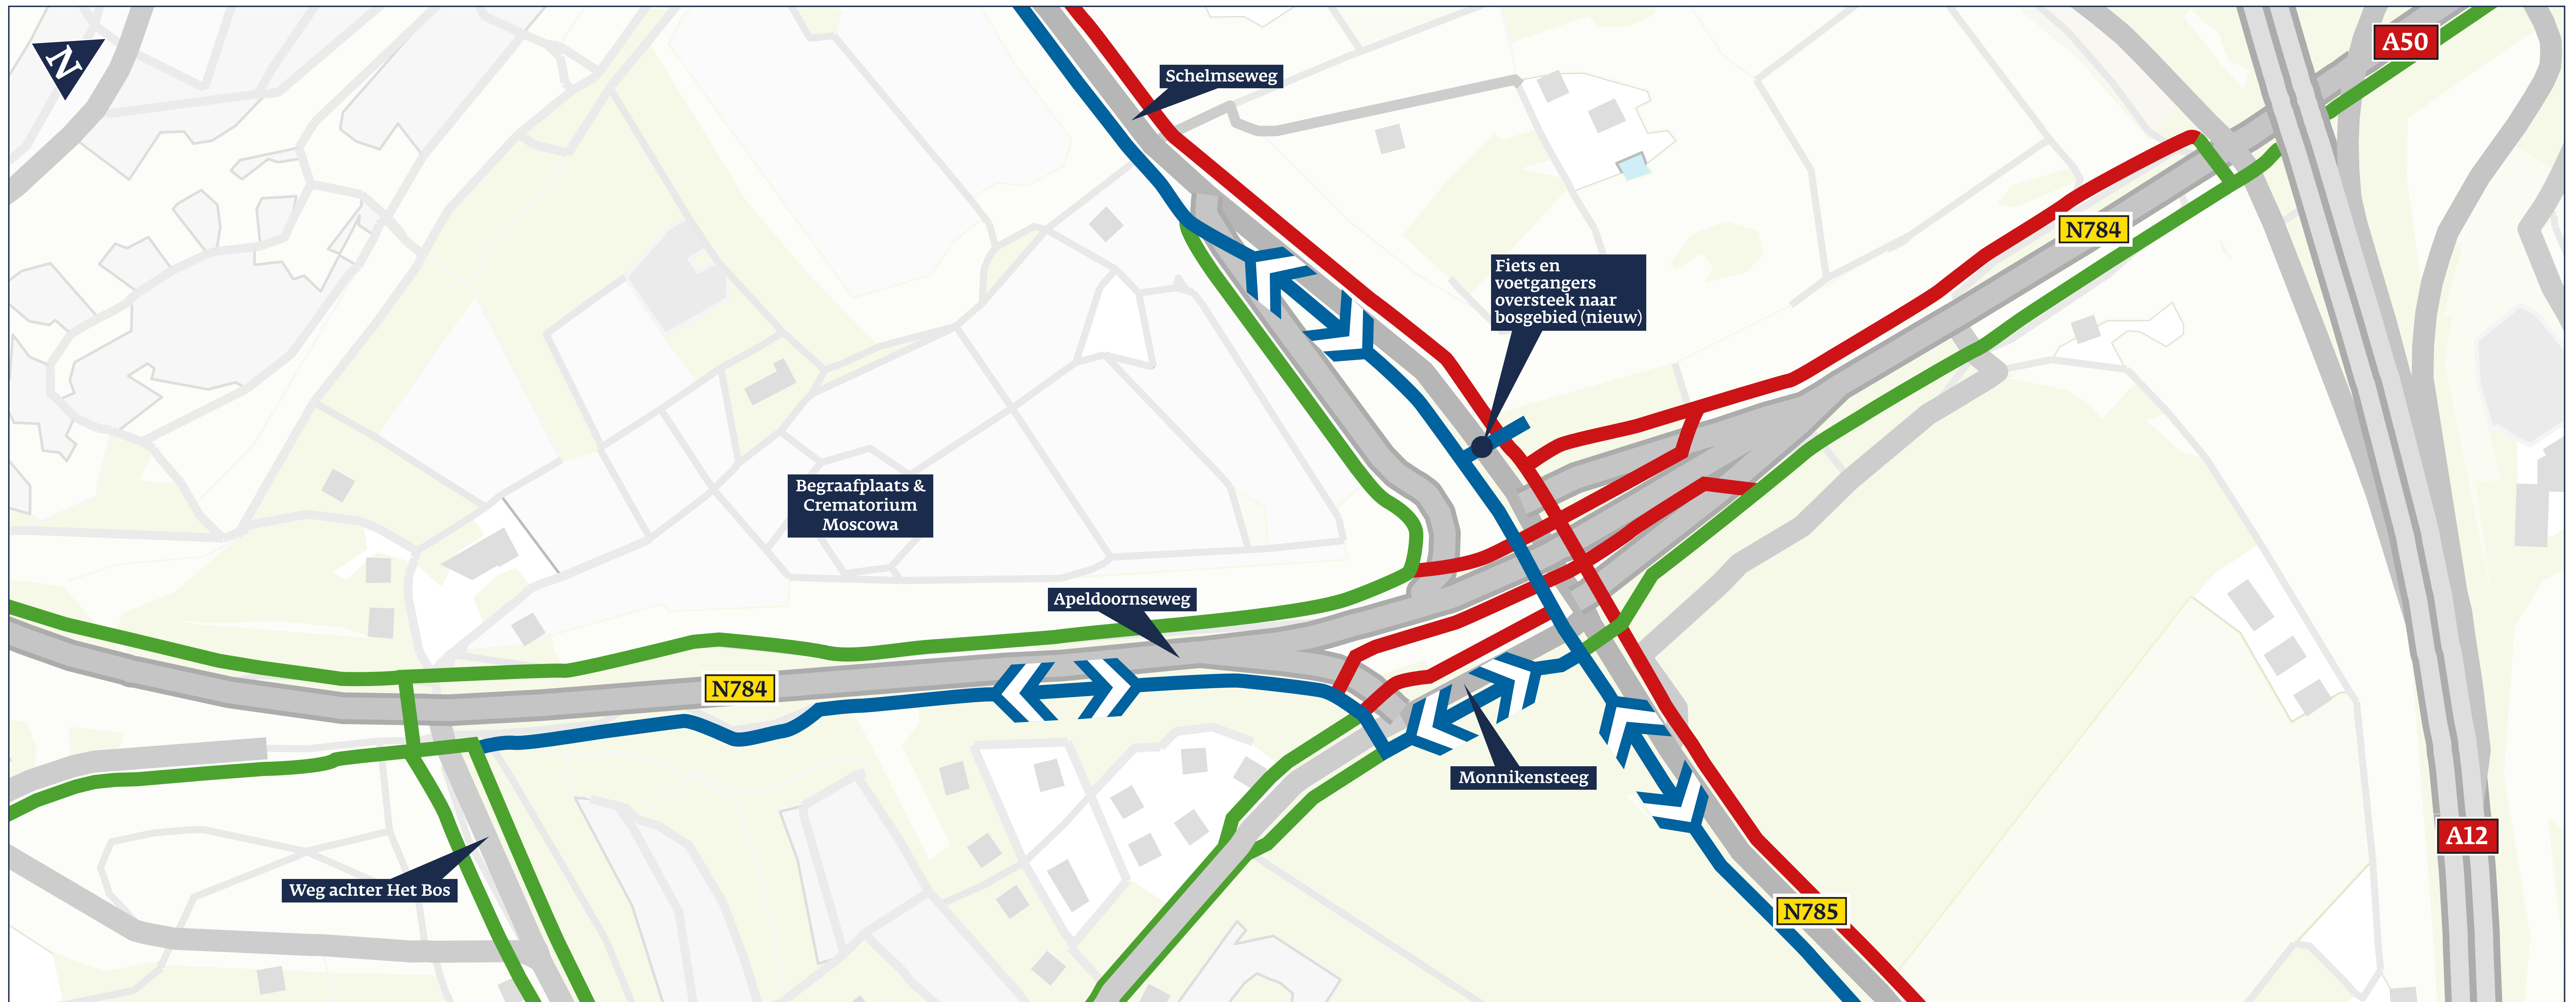 N
A50
Schelmseweg
N784
Fiets en
voetgangers
oversteek naar
bosgebied (nieuw)
Begraafplaats &
Crematorium
Moscowa
Apeldoornseweg
N784
Monnikensteeg
A12
Weg achter Het Bos
N785